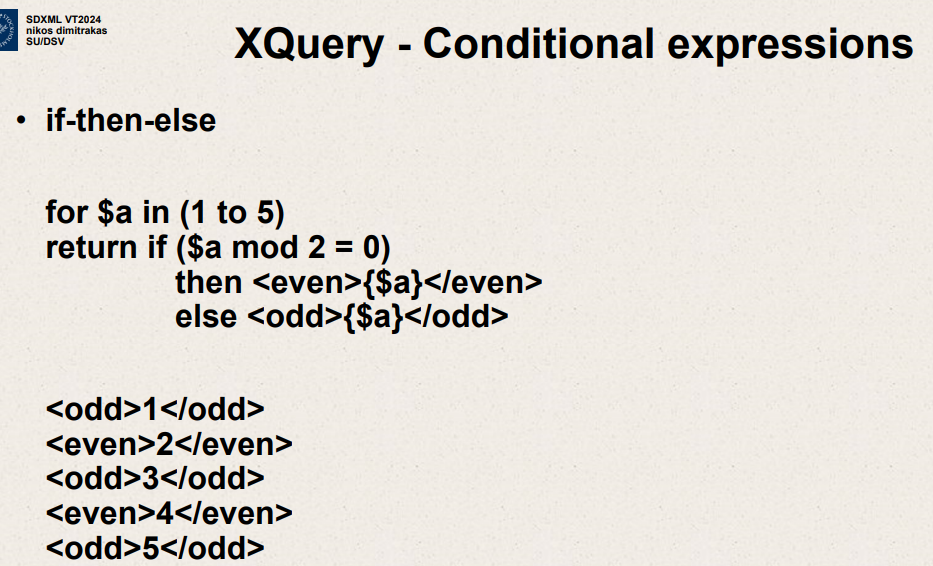 SDXML VT2024
nikos dimitrakas
SU/DSV
XQuery - Conditional expressions
• if-then-else
for $a in (1 to 5)
return if ($a mod 2 = 0)
then <even>{$a}</even>
else <odd>{$a}</odd>
<odd>1</odd>
<even>2</even>
<odd>3</odd>
<even>4</even>
<odd>5</odd>